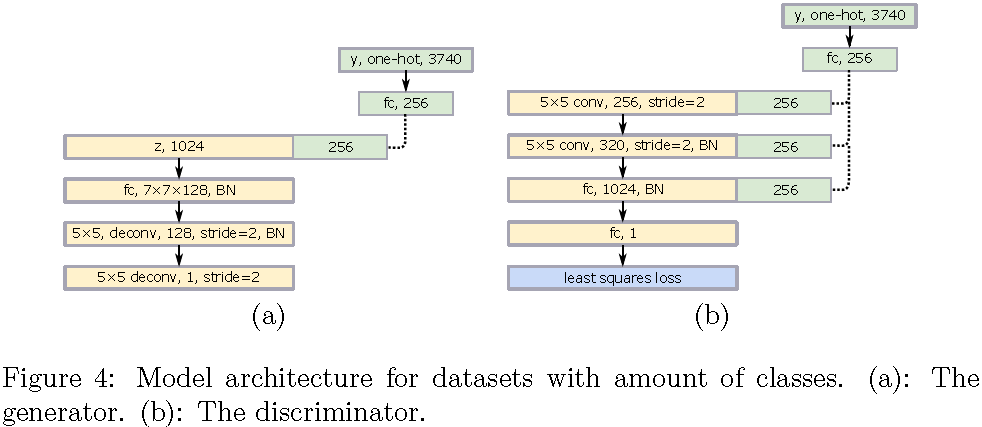 y, one-hot, 3740
fc, 256
z, 1024
256
fc, 7×7×128, BN
5×5, deconv, 128, stride=2, BN
5×5 deconv, 1, stride=2
(a)
y, one-hot, 3740
fc, 256
5×5 conv, 256, stride=2
256
5×5 conv, 320, stride=2, BN
256
fc, 1024, BN
256
fc, 1
least squares loss
(b)
Figure 4: Model architecture for datasets with amount of classes. (a): The
generator. (b): The discriminator.